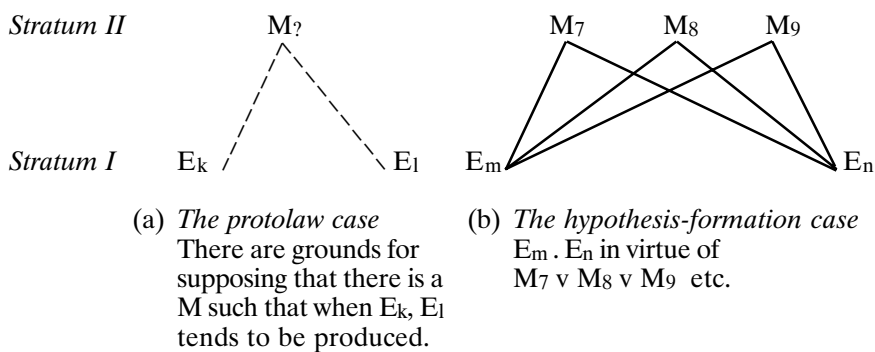 Stratum II M? M7 M8 M9
Stratum I Ek El Em En
(a) The protolaw case
There are grounds for
supposing that there is a
M such that when Ek, El
tends to be produced.
(b) The hypothesis-formation case
Em . En in virtue of
M7 v M8 v M9 etc.